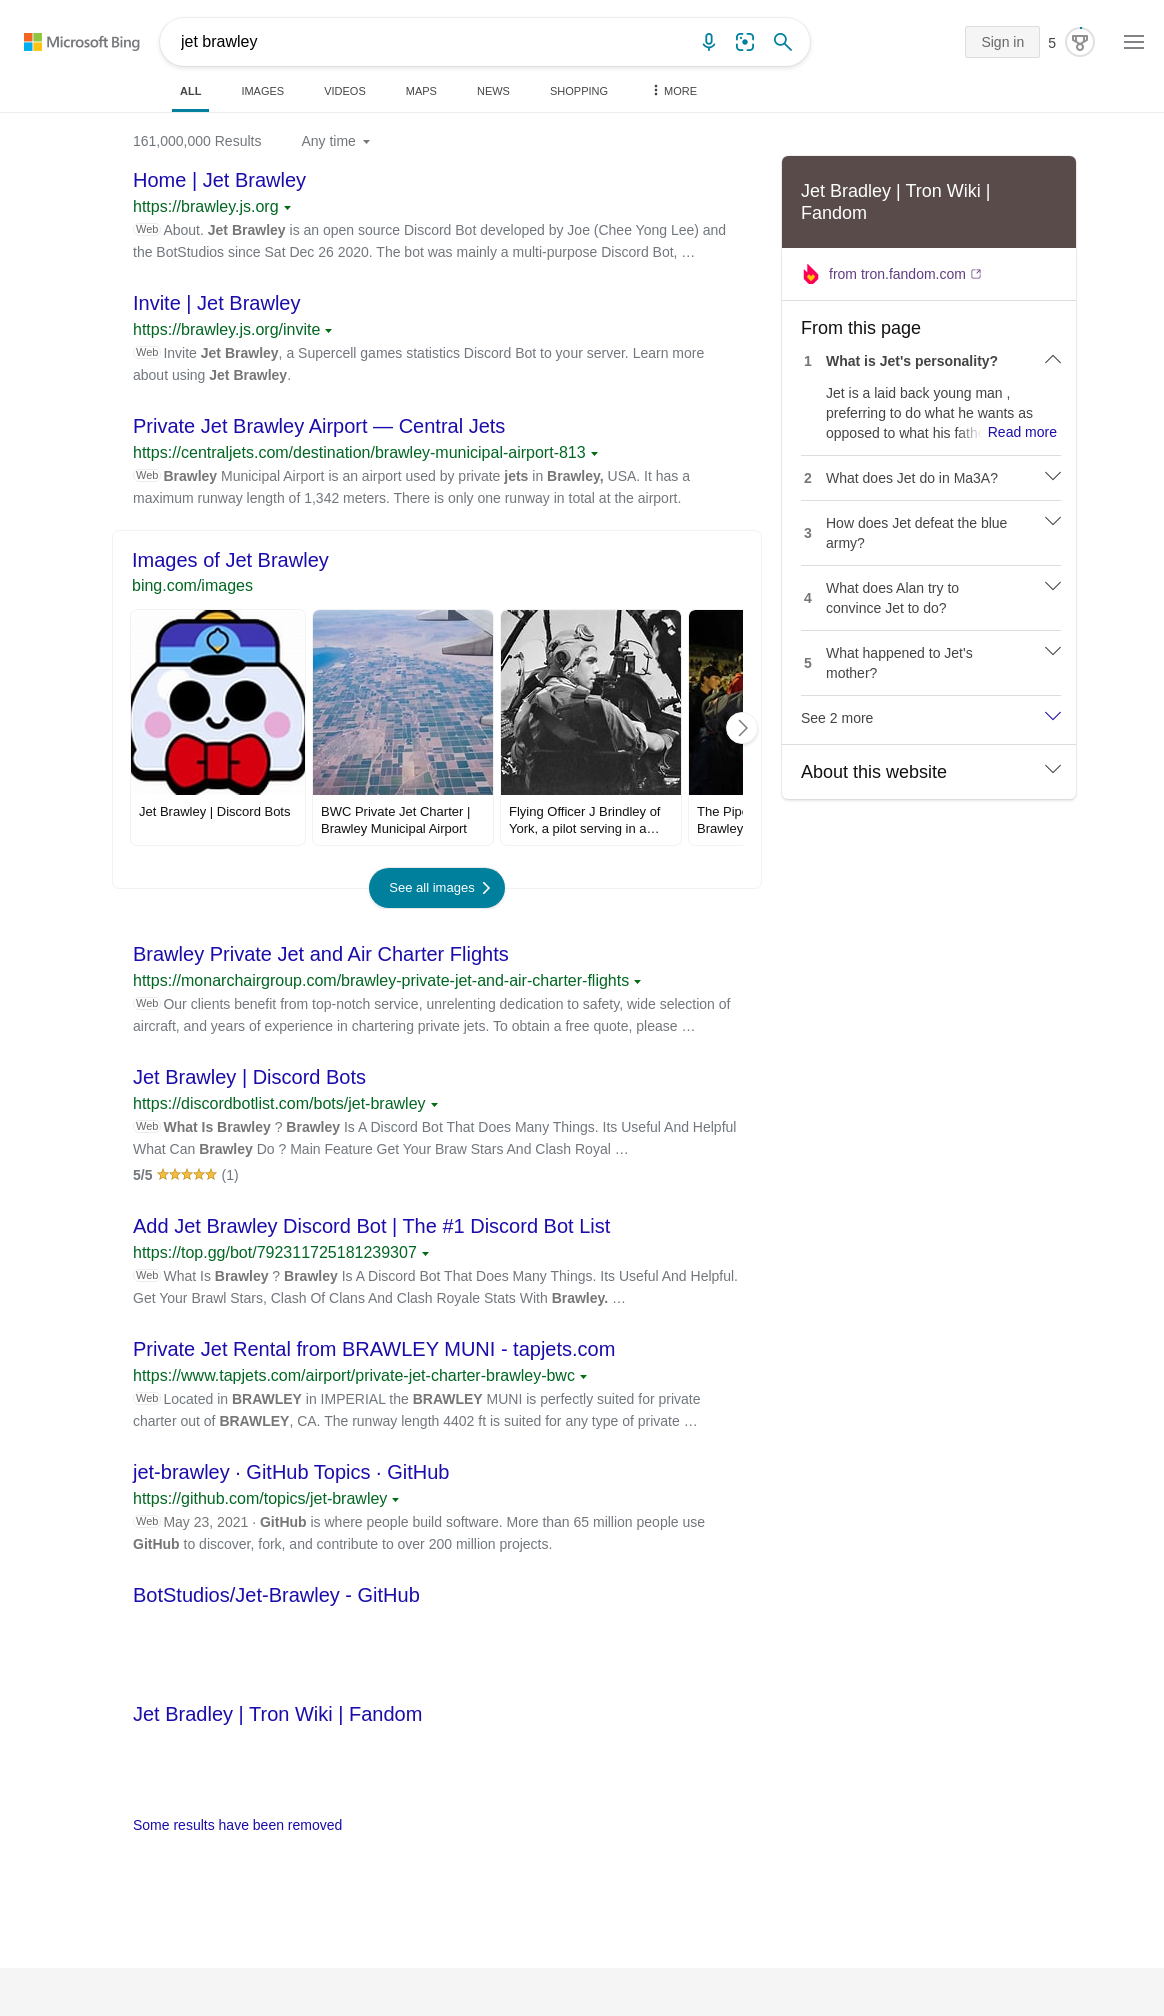 Microsoft Bing
jet brawley
Sign in
5
ALL
IMAGES
VIDEOS
MAPS
NEWS
SHOPPING
MORE
161,000,000 Results
Any time
Home | Jet Brawley
https://brawley.js.org
Web About. Jet Brawley is an open source Discord Bot developed by Joe (Chee Yong Lee) and
the BotStudios since Sat Dec 26 2020. The bot was mainly a multi-purpose Discord Bot, …
Invite | Jet Brawley
https://brawley.js.org/invite
Web Invite Jet Brawley, a Supercell games statistics Discord Bot to your server. Learn more
about using Jet Brawley.
Private Jet Brawley Airport — Central Jets
https://centraljets.com/destination/brawley-municipal-airport-813
Web Brawley Municipal Airport is an airport used by private jets in Brawley, USA. It has a
maximum runway length of 1,342 meters. There is only one runway in total at the airport.
Images of Jet Brawley
bing.com/images
Jet Brawley | Discord Bots
BWC Private Jet Charter |
Brawley Municipal Airport
Flying Officer J Brindley of
York, a pilot serving in a…
The Pip
Brawley
See all images
Brawley Private Jet and Air Charter Flights
https://monarchairgroup.com/brawley-private-jet-and-air-charter-flights
Web Our clients benefit from top-notch service, unrelenting dedication to safety, wide selection of
aircraft, and years of experience in chartering private jets. To obtain a free quote, please …
Jet Brawley | Discord Bots
https://discordbotlist.com/bots/jet-brawley
Web What Is Brawley ? Brawley Is A Discord Bot That Does Many Things. Its Useful And Helpful
What Can Brawley Do ? Main Feature Get Your Braw Stars And Clash Royal …
5/5 (1)
Add Jet Brawley Discord Bot | The #1 Discord Bot List
https://top.gg/bot/792311725181239307
Web What Is Brawley ? Brawley Is A Discord Bot That Does Many Things. Its Useful And Helpful.
Get Your Brawl Stars, Clash Of Clans And Clash Royale Stats With Brawley. …
Private Jet Rental from BRAWLEY MUNI - tapjets.com
https://www.tapjets.com/airport/private-jet-charter-brawley-bwc
Web Located in BRAWLEY in IMPERIAL the BRAWLEY MUNI is perfectly suited for private
charter out of BRAWLEY, CA. The runway length 4402 ft is suited for any type of private …
jet-brawley · GitHub Topics · GitHub
https://github.com/topics/jet-brawley
Web May 23, 2021 · GitHub is where people build software. More than 65 million people use
GitHub to discover, fork, and contribute to over 200 million projects.
BotStudios/Jet-Brawley - GitHub
Jet Bradley | Tron Wiki | Fandom
Some results have been removed
Jet Bradley | Tron Wiki |
Fandom
from tron.fandom.com
From this page
1 What is Jet's personality?
Jet is a laid back young man ,
preferring to do what he wants as
opposed to what his fath Read more
2 What does Jet do in Ma3A?
3 How does Jet defeat the blue
army?
4 What does Alan try to
convince Jet to do?
5 What happened to Jet's
mother?
See 2 more
About this website